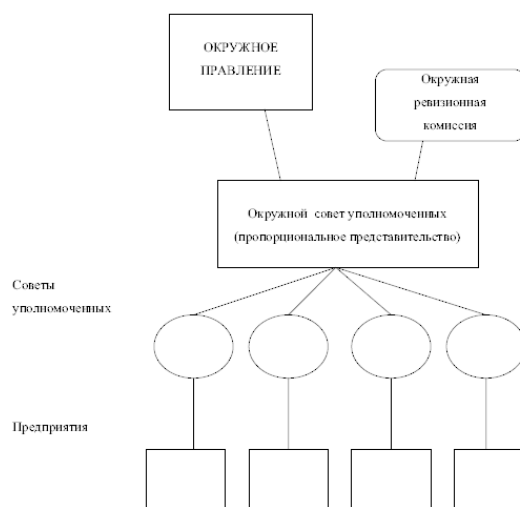 ОКРУЖНОЕ
ПРАВЛЕНИЕ
Окружная
ревизионная
комиссия
Окружной совет уполномоченных
(пропорциональное представительство)
Советы
уполномоченных
Предприятия